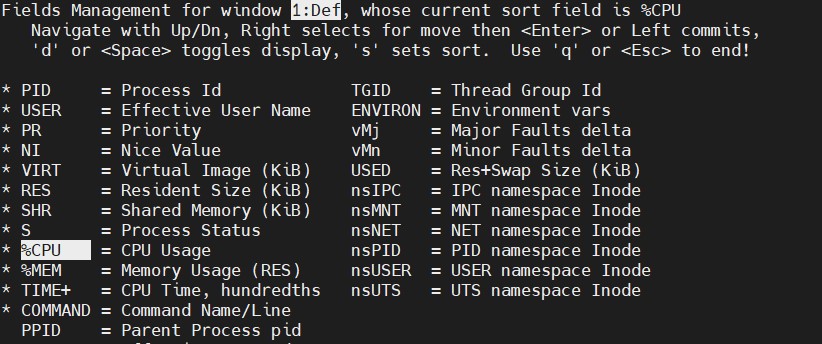 Fields Management for window 1:Def, whose current sort field is %CPU
   Navigate with Up/Dn, Right selects for move then <Enter> or Left commits,
   'd' or <Space> toggles display, 's' sets sort.  Use 'q' or <Esc> to end!

* PID     = Process Id             TGID    = Thread Group Id
* USER    = Effective User Name    ENVIRON = Environment vars
* PR      = Priority               vMj     = Major Faults delta
* NI      = Nice Value             vMn     = Minor Faults delta
* VIRT    = Virtual Image (KiB)    USED    = Res+Swap Size (KiB)
* RES     = Resident Size (KiB)    nsIPC   = IPC namespace Inode
* SHR     = Shared Memory (KiB)    nsMNT   = MNT namespace Inode
* S       = Process Status         nsNET   = NET namespace Inode
* %CPU    = CPU Usage              nsPID   = PID namespace Inode
* %MEM    = Memory Usage (RES)     nsUSER  = USER namespace Inode
* TIME+   = CPU Time, hundredths   nsUTS   = UTS namespace Inode
* COMMAND = Command Name/Line
  PPID    = Parent Process pid